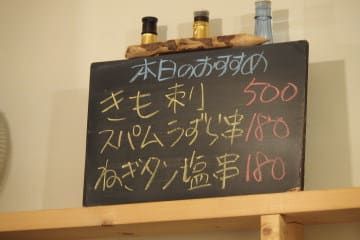 本日のおすすめ
きも刺 500
スパムうずら串 180
ねぎタン塩串 180